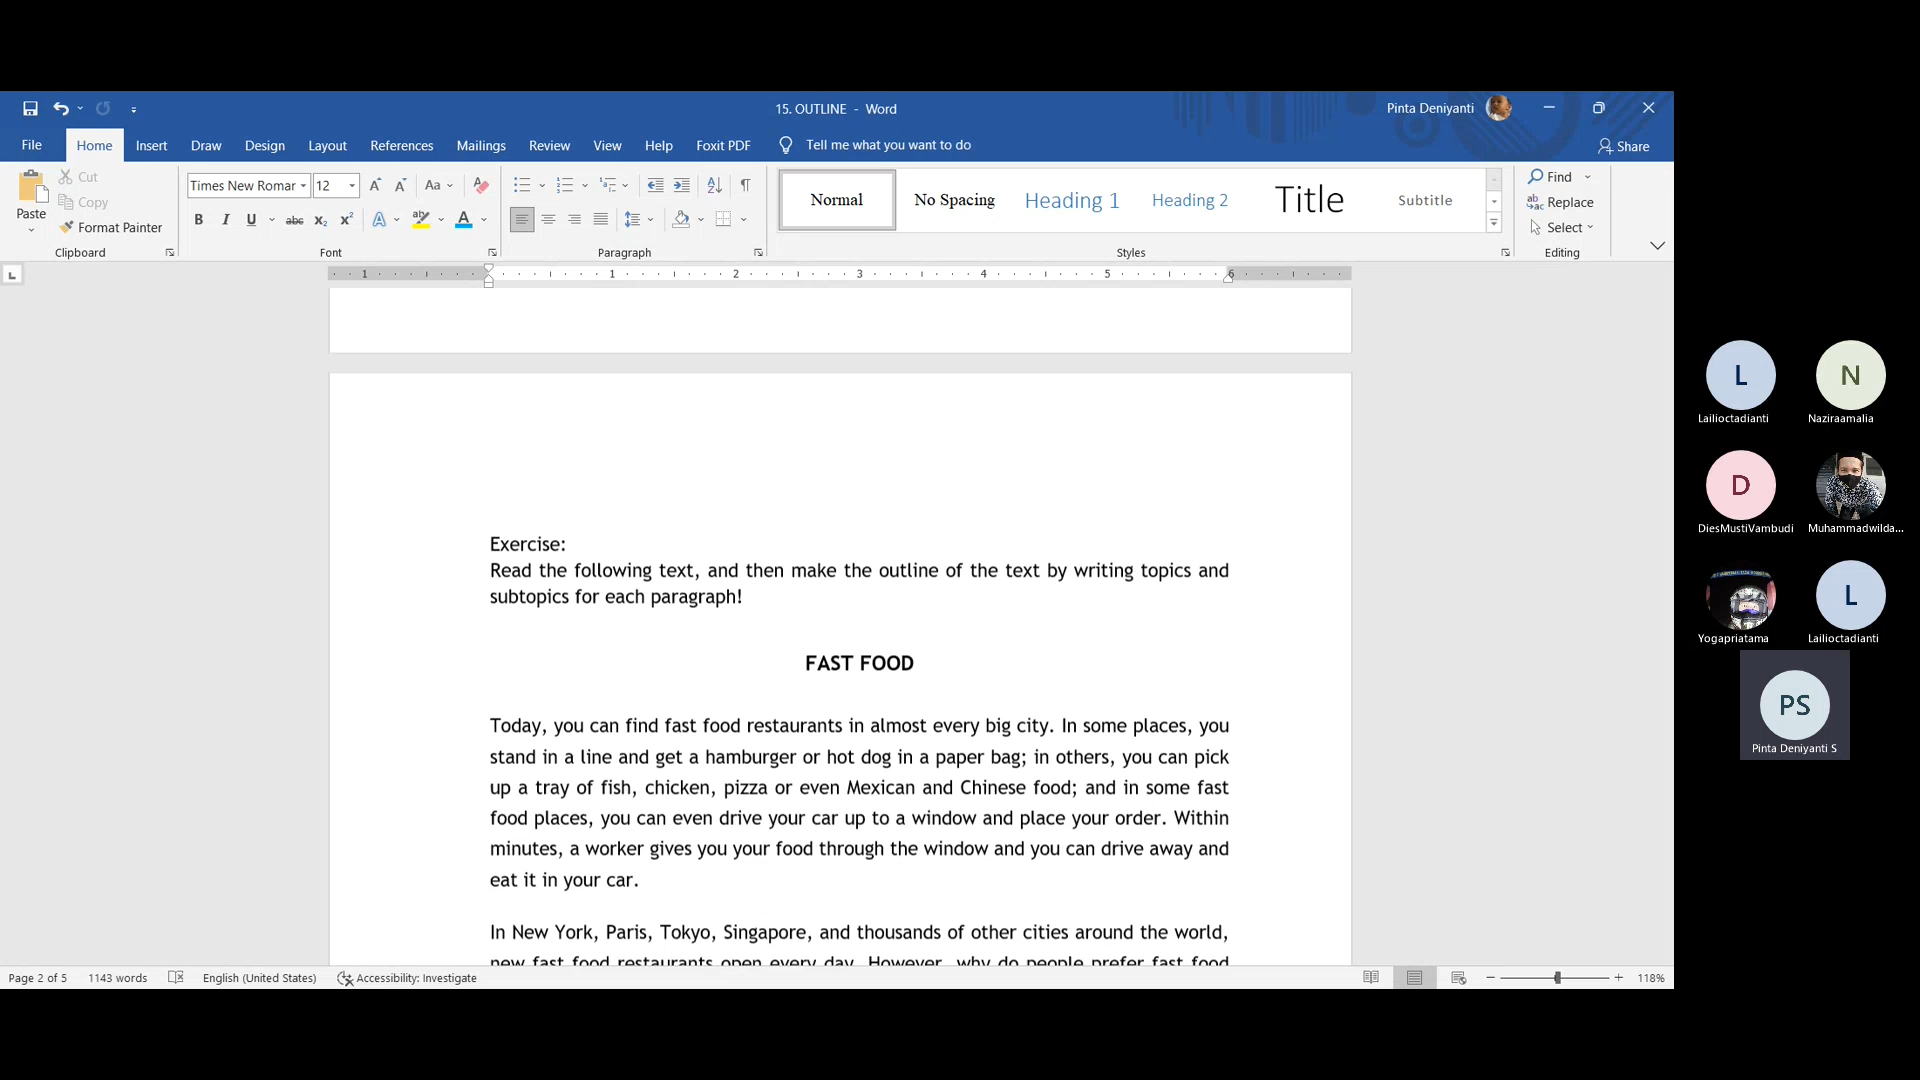 15. OUTLINE - Word
Pinta Deniyanti
File Home Insert Draw Design Layout References Mailings Review View Help Foxit PDF Tell me what you want to do Share
Paste
Cut
Copy
Format Painter
Clipboard
Times New Romar 12
Font
Paragraph
Normal No Spacing Heading 1 Heading 2 Title Subtitle
Styles
Find
Replace
Select
Editing
1 1 2 3 4 5 6
Exercise:
Read the following text, and then make the outline of the text by writing topics and
subtopics for each paragraph!
FAST FOOD
Today, you can find fast food restaurants in almost every big city. In some places, you
stand in a line and get a hamburger or hot dog in a paper bag; in others, you can pick
up a tray of fish, chicken, pizza or even Mexican and Chinese food; and in some fast
food places, you can even drive your car up to a window and place your order. Within
minutes, a worker gives you your food through the window and you can drive away and
eat it in your car.
In New York, Paris, Tokyo, Singapore, and thousands of other cities around the world,
new fast food restaurants open every day. However, why do people prefer fast food
Page 2 of 5 1143 words English (United States) Accessibility: Investigate 118%
L N
Lailioctadianti Naziraamalia
D
DiesMustiVambudi Muhammadwilda...
L
Yogapriatama Lailioctadianti
PS
Pinta Deniyanti S